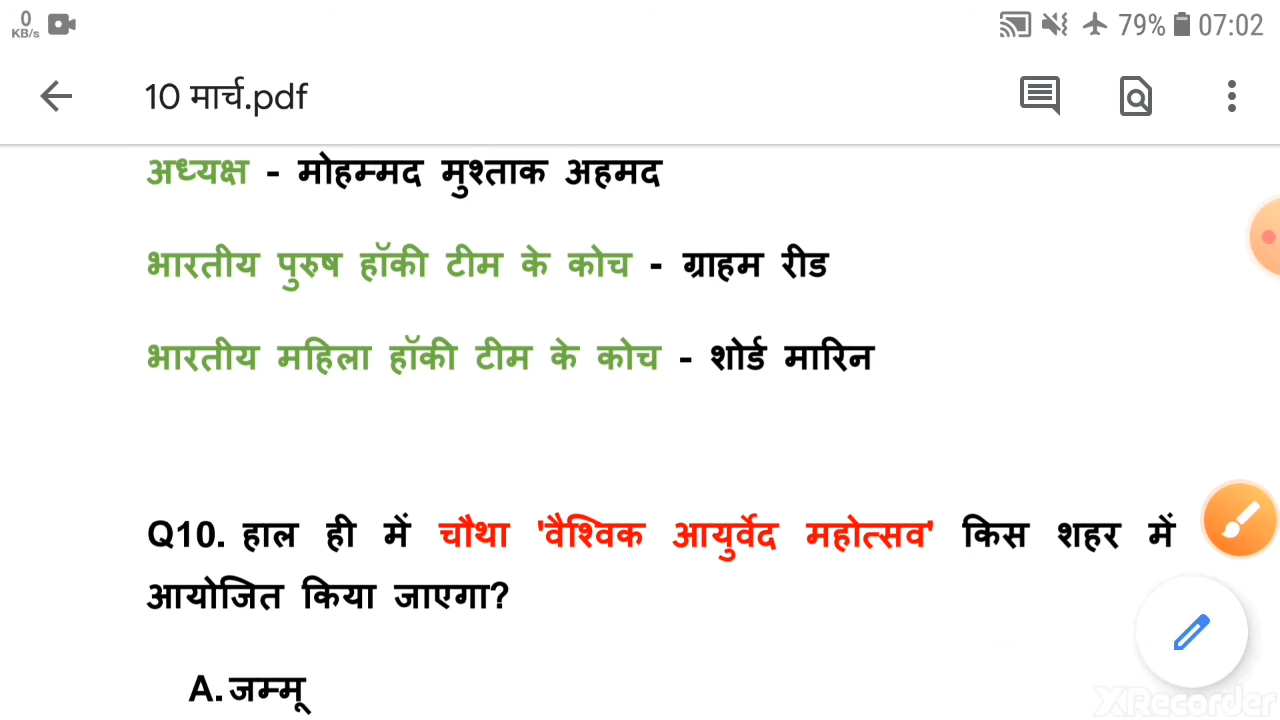 0
KB/s
79% 07:02
10 मार्च.pdf
अध्यक्ष - मोहम्मद मुश्ताक अहमद
भारतीय पुरुष हॉकी टीम के कोच - ग्राहम रीड
भारतीय महिला हॉकी टीम के कोच - शोर्ड मारिन
Q10. हाल ही में चौथा 'वैश्विक आयुर्वेद महोत्सव' किस शहर में
आयोजित किया जाएगा?
A. जम्मू
XRecorder